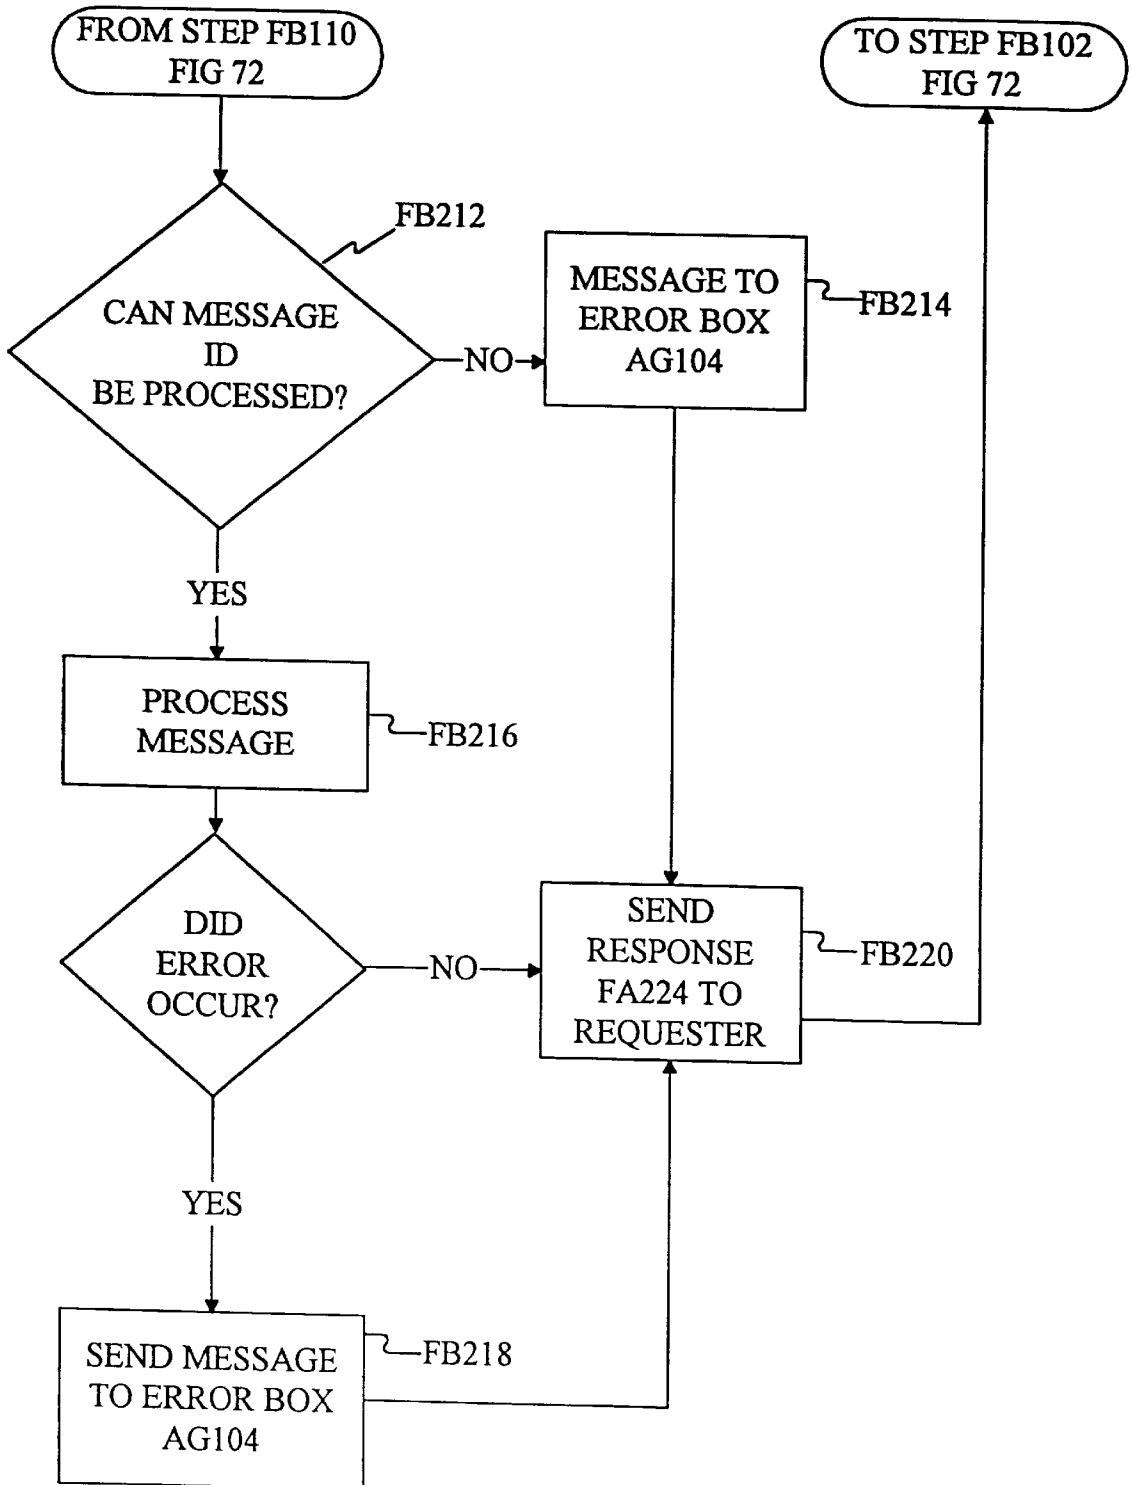 FROM STEP FB110
FIG 72
TO STEP FB102
FIG 72
FB212
CAN MESSAGE
ID
BE PROCESSED?
NO
MESSAGE TO
ERROR BOX
AG104
FB214
YES
PROCESS
MESSAGE
FB216
DID
ERROR
OCCUR?
NO
SEND
RESPONSE
FA224 TO
REQUESTER
FB220
YES
SEND MESSAGE
TO ERROR BOX
AG104
FB218